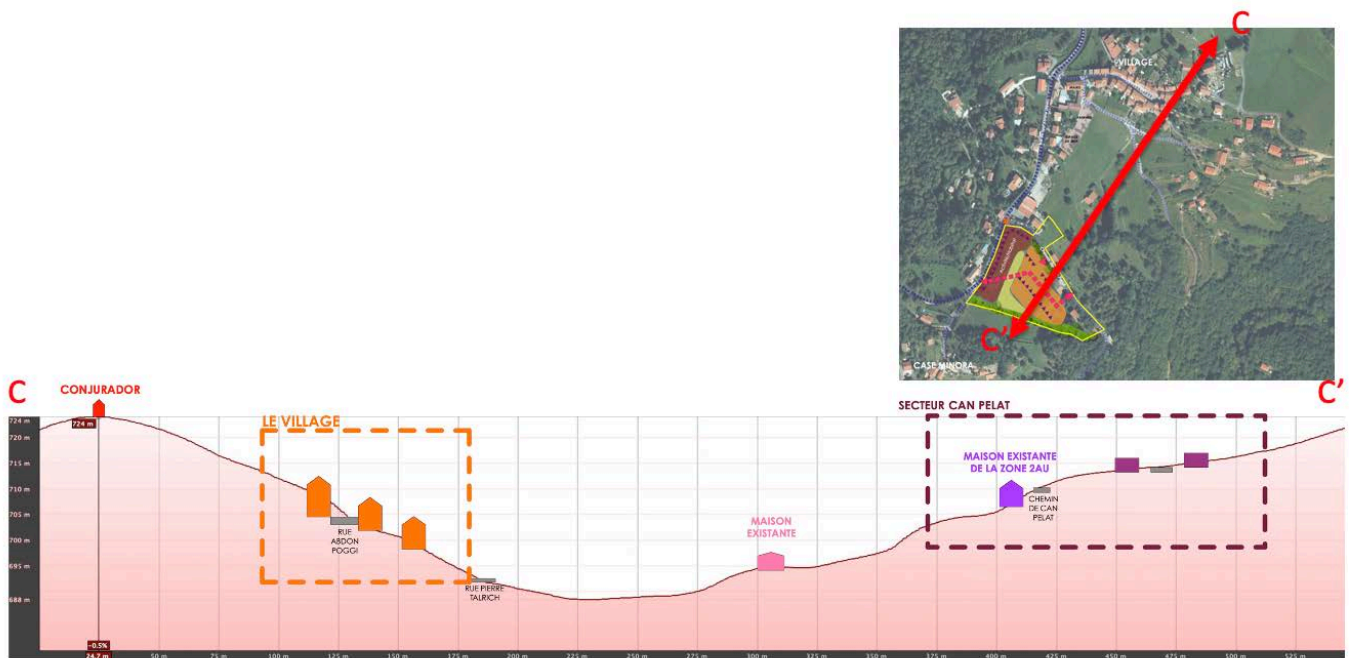 C
VILLAGE
C'
CASE MINORA
C
C'
CONJURADOR
LE VILLAGE
SECTEUR CAN PELAT
724 m
724 m
720 m
715 m
710 m
705 m
700 m
695 m
688 m
MAISON EXISTANTE
DE LA ZONE 2AU
RUE
ABDON
POGGI
CHEMIN
DE CAN
PELAT
MAISON
EXISTANTE
RUE PIERRE
TALRICH
-0.5%
24.7 m
50 m
75 m
100 m
125 m
150 m
175 m
200 m
225 m
250 m
275 m
300 m
325 m
350 m
375 m
400 m
425 m
450 m
475 m
500 m
525 m